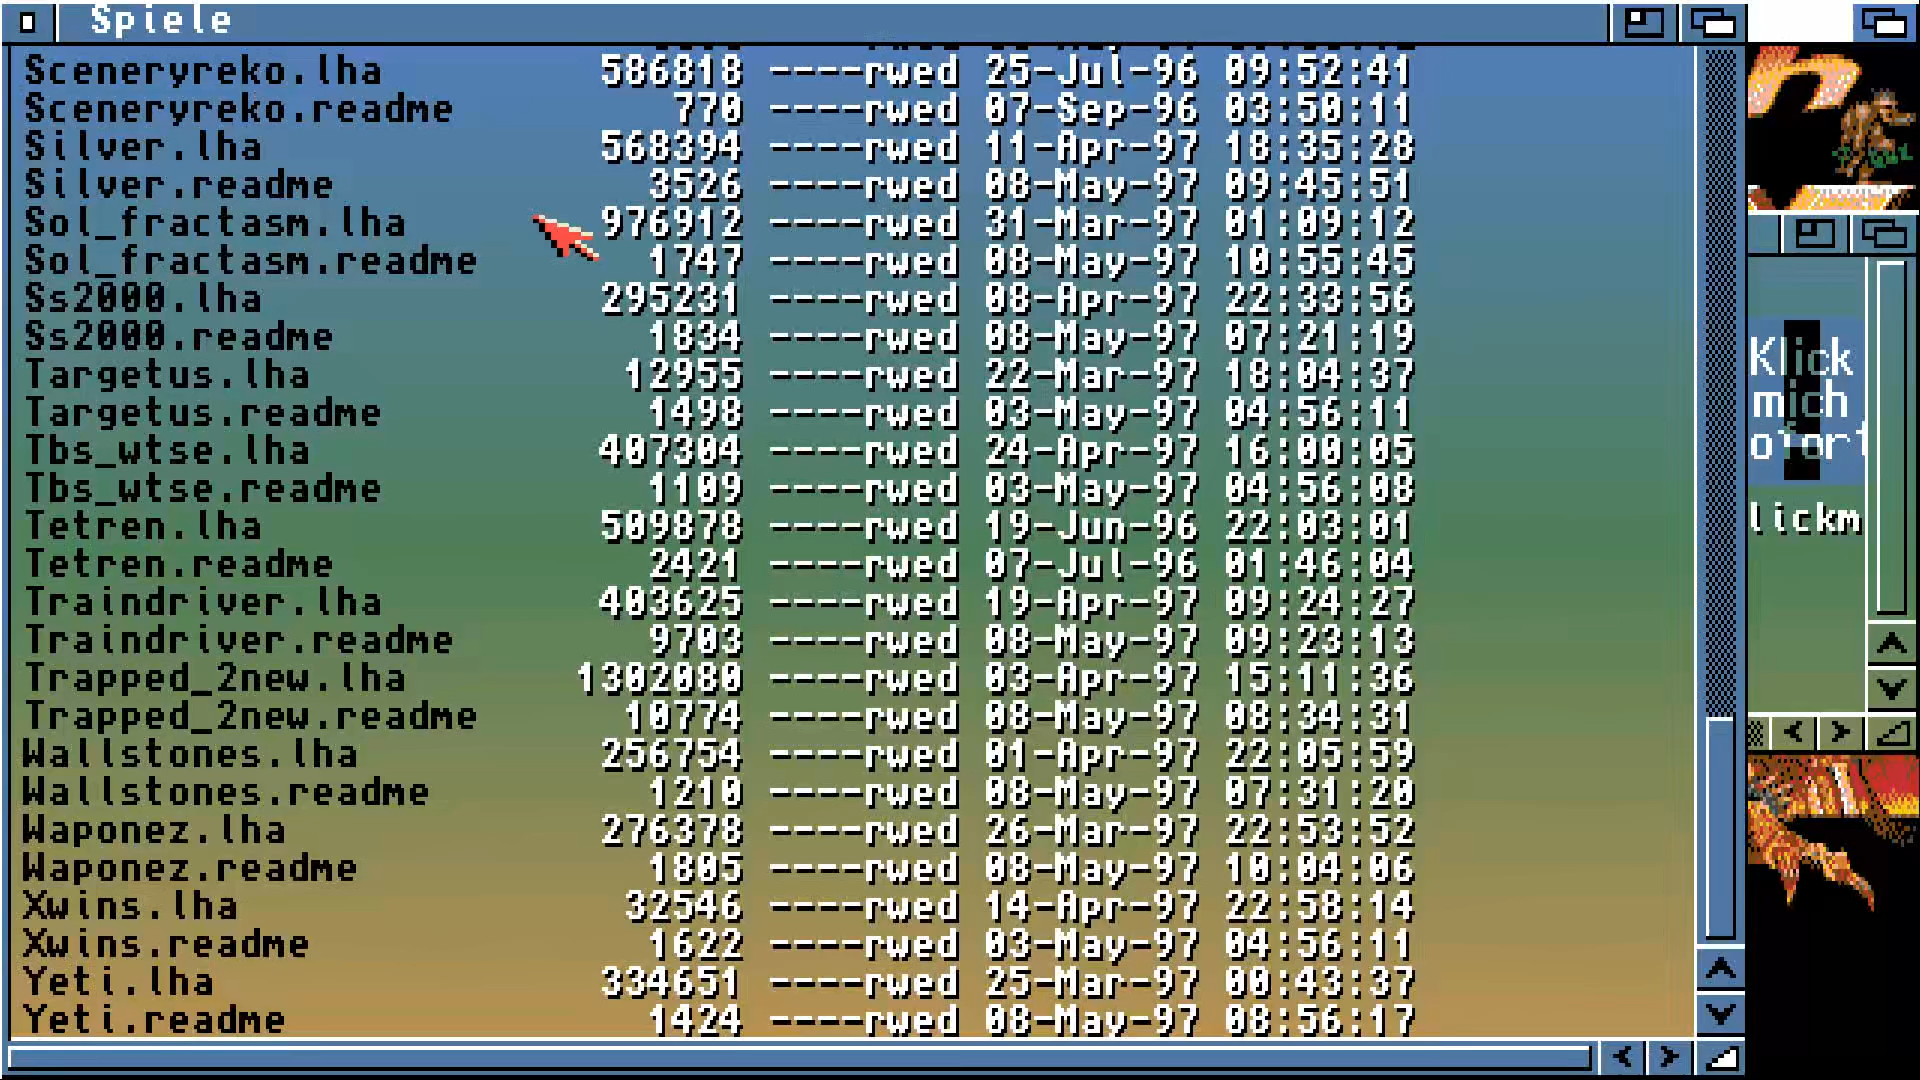 Spiele
Sceneryreko.lha 586818 ----rwed 25-Jul-96 09:52:41
Sceneryreko.readme 770 ----rwed 07-Sep-96 03:50:11
Silver.lha 568394 ----rwed 11-Apr-97 18:35:28
Silver.readme 3526 ----rwed 08-May-97 09:45:51
Sol_fractasm.lha 976912 ----rwed 31-Mar-97 01:09:12
Sol_fractasm.readme 1747 ----rwed 08-May-97 10:55:45
Ss2000.lha 295231 ----rwed 08-Apr-97 22:33:56
Ss2000.readme 1834 ----rwed 08-May-97 07:21:19
Targetus.lha 12955 ----rwed 22-Mar-97 18:04:37
Targetus.readme 1498 ----rwed 03-May-97 04:56:11
Tbs_wtse.lha 407304 ----rwed 24-Apr-97 16:00:05
Tbs_wtse.readme 1109 ----rwed 03-May-97 04:56:08
Tetren.lha 509878 ----rwed 19-Jun-96 22:03:01
Tetren.readme 2421 ----rwed 07-Jul-96 01:46:04
Traindriver.lha 403625 ----rwed 19-Apr-97 09:24:27
Traindriver.readme 9703 ----rwed 08-May-97 09:23:13
Trapped_2new.lha 1302080 ----rwed 03-Apr-97 15:11:36
Trapped_2new.readme 10774 ----rwed 08-May-97 08:34:31
Wallstones.lha 256754 ----rwed 01-Apr-97 22:05:59
Wallstones.readme 1210 ----rwed 08-May-97 07:31:20
Waponez.lha 276378 ----rwed 26-Mar-97 22:53:52
Waponez.readme 1805 ----rwed 08-May-97 10:04:06
Xwins.lha 32546 ----rwed 14-Apr-97 22:58:14
Xwins.readme 1622 ----rwed 03-May-97 04:56:11
Yeti.lha 334651 ----rwed 25-Mar-97 00:43:37
Yeti.readme 1424 ----rwed 08-May-97 08:56:17
Klick
mich
ofort
lickm